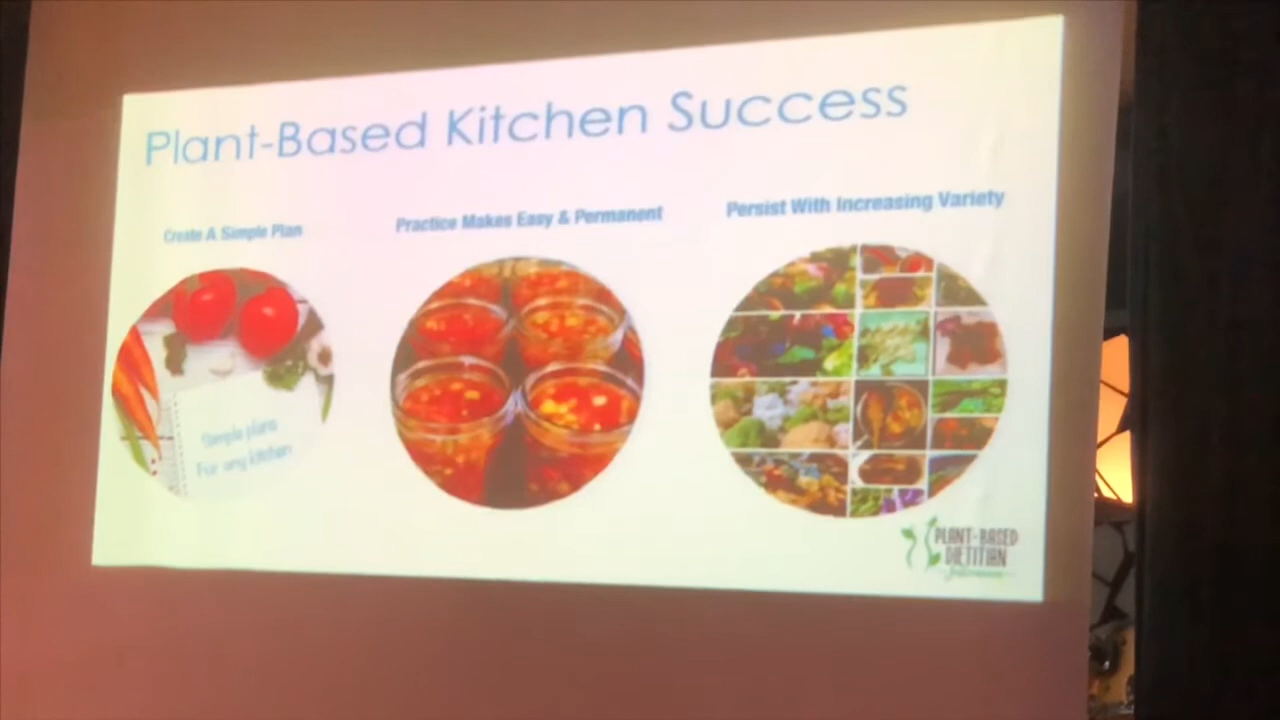 Plant-Based Kitchen Success
Create A Simple Plan
Practice Makes Easy & Permanent
Persist With Increasing Variety
Simple plans
For any kitchen
PLANT-BASED
DIETITIAN